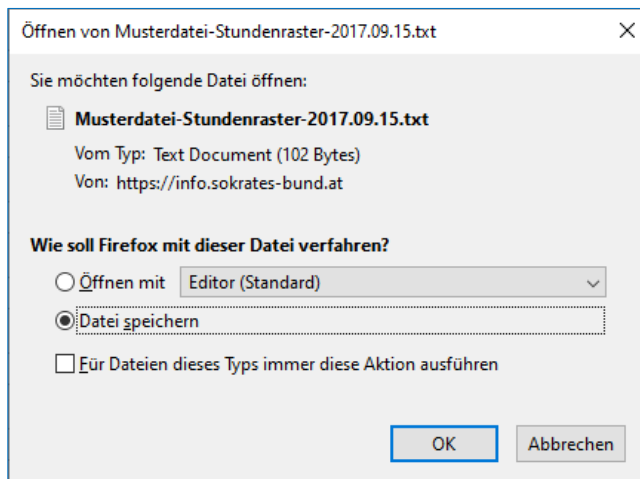 Öffnen von Musterdatei-Stundenraster-2017.09.15.txt
Sie möchten folgende Datei öffnen:
Musterdatei-Stundenraster-2017.09.15.txt
Vom Typ: Text Document (102 Bytes)
Von: https://info.sokrates-bund.at
Wie soll Firefox mit dieser Datei verfahren?
Öffnen mit Editor (Standard)
Datei speichern
Für Dateien dieses Typs immer diese Aktion ausführen
OK Abbrechen